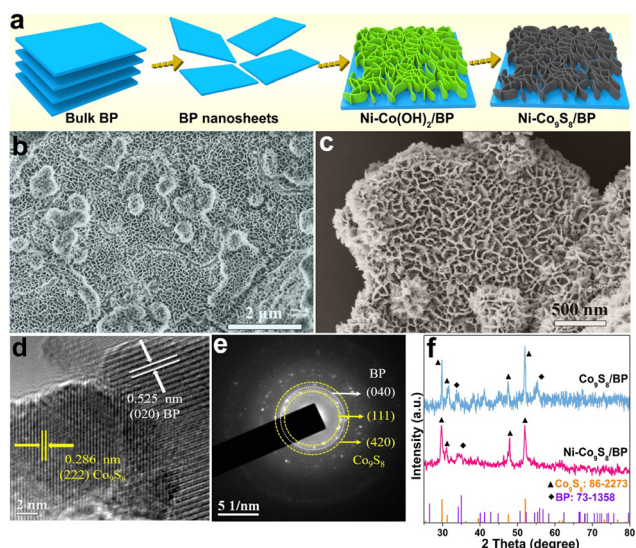 a
Bulk BP
BP nanosheets
Ni-Co(OH)₂/BP
Ni-Co₉S₈/BP
b
2 μm
c
500 nm
d
0.525 nm
(020) BP
0.286 nm
(222) Co₉S₈
2 nm
e
BP
(040)
(111)
(420)
Co₉S₈
5 1/nm
f
Intensity (a.u.)
Co₉S₈/BP
Ni-Co₉S₈/BP
▲ Co₉S₈: 86-2273
◆ BP: 73-1358
30 40 50 60 70 80
2 Theta (degree)